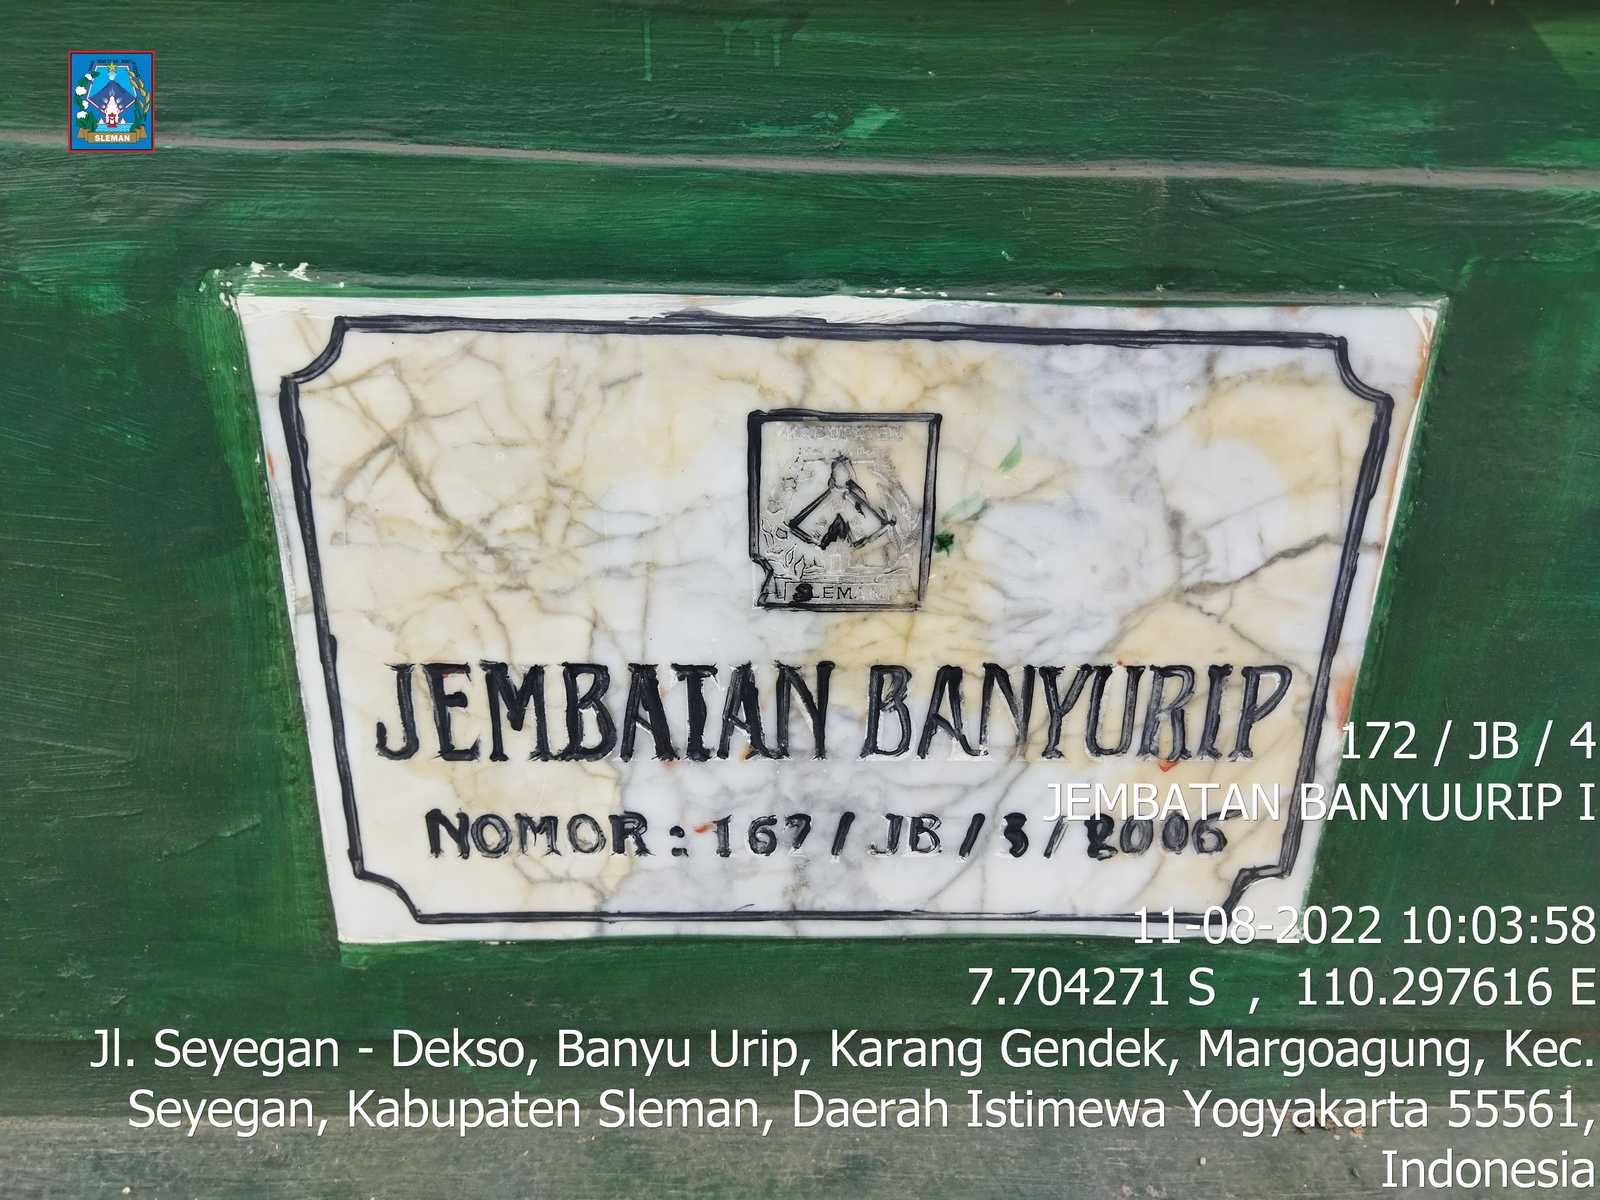 SLEMAN
KABUPATEN
SLEMAN
JEMBATAN BANYURIP
NOMOR : 167 / JB / 3 / 2006
172 / JB / 4
JEMBATAN BANYUURIP I
11-08-2022 10:03:58
7.704271 S , 110.297616 E
Jl. Seyegan - Dekso, Banyu Urip, Karang Gendek, Margoagung, Kec.
Seyegan, Kabupaten Sleman, Daerah Istimewa Yogyakarta 55561,
Indonesia